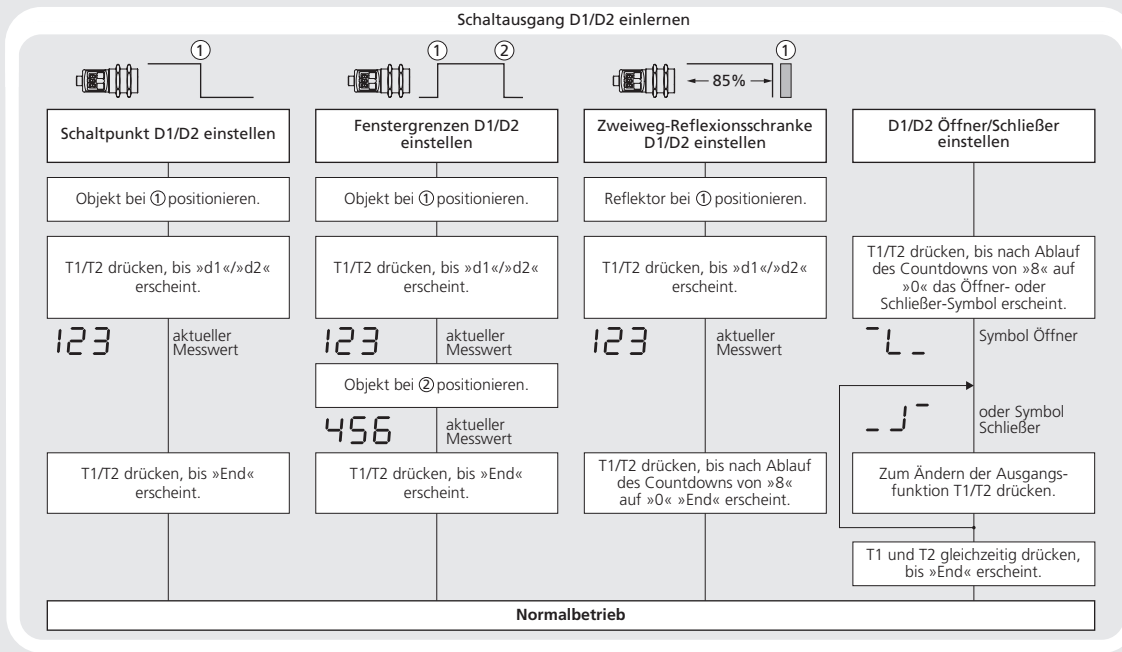 Schaltausgang D1/D2 einlernen
①
Schaltpunkt D1/D2 einstellen
Objekt bei ① positionieren.
T1/T2 drücken, bis »d1«/»d2«
erscheint.
123
aktueller
Messwert
T1/T2 drücken, bis »End«
erscheint.
① ②
Fenstergrenzen D1/D2
einstellen
Objekt bei ① positionieren.
T1/T2 drücken, bis »d1«/»d2«
erscheint.
123
aktueller
Messwert
Objekt bei ② positionieren.
456
aktueller
Messwert
T1/T2 drücken, bis »End«
erscheint.
①
85%
Zweiweg-Reflexionsschranke
D1/D2 einstellen
Reflektor bei ① positionieren.
T1/T2 drücken, bis »d1«/»d2«
erscheint.
123
aktueller
Messwert
T1/T2 drücken, bis nach Ablauf
des Countdowns von »8«
auf »0« »End« erscheint.
D1/D2 Öffner/Schließer
einstellen
T1/T2 drücken, bis nach Ablauf
des Countdowns von »8« auf
»0« das Öffner- oder
Schließer-Symbol erscheint.
Symbol Öffner
oder Symbol
Schließer
Zum Ändern der Ausgangs-
funktion T1/T2 drücken.
T1 und T2 gleichzeitig drücken,
bis »End« erscheint.
Normalbetrieb